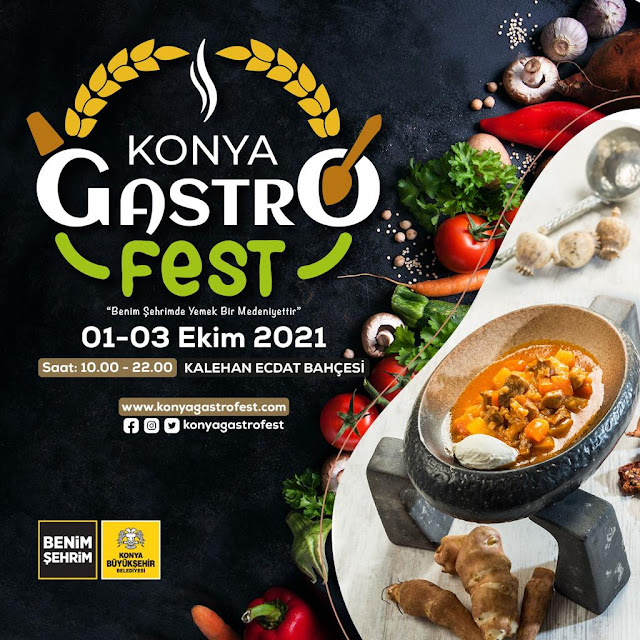 KONYA
GASTRO
FEST
"Benim Şehrimde Yemek Bir Medeniyettir"
01-03 Ekim 2021
Saat: 10.00 - 22.00 KALEHAN ECDAT BAHÇESİ
www.konyagastrofest.com
konyagastrofest
BENİM
ŞEHRİM
KONYA
BÜYÜKŞEHİR
BELEDİYESİ